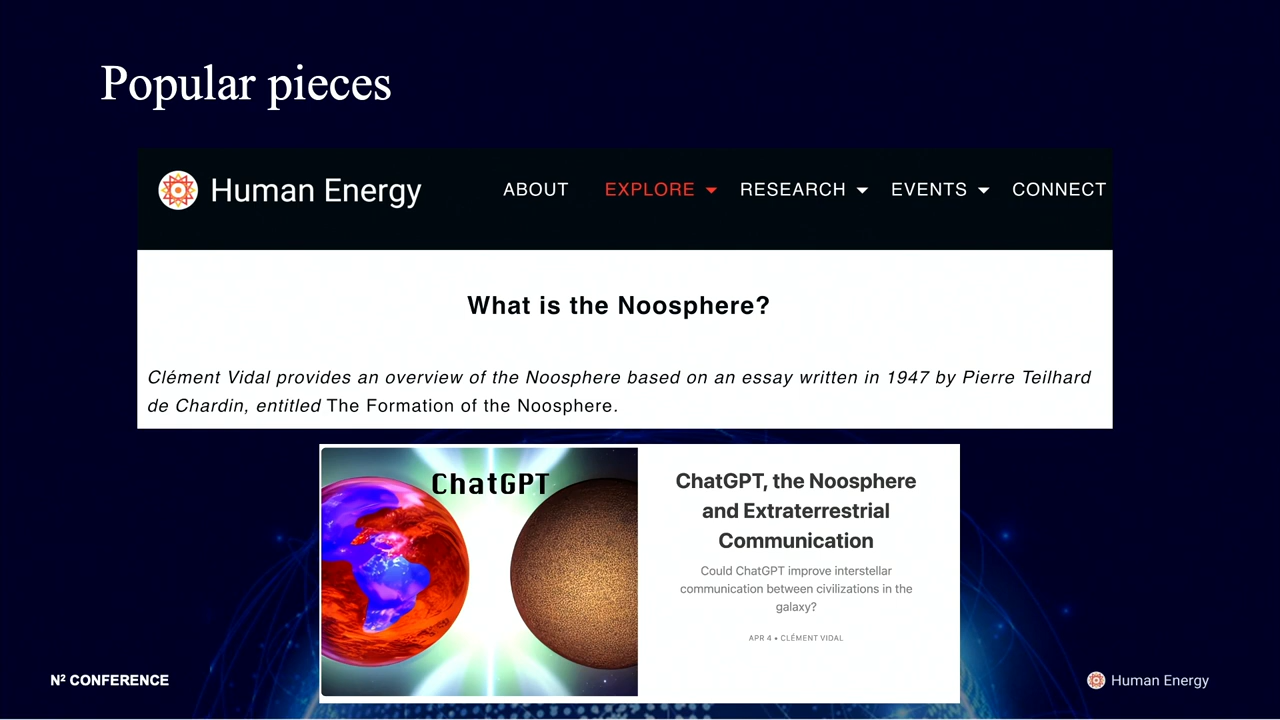 Popular pieces
Human Energy
ABOUT EXPLORE RESEARCH EVENTS CONNECT
What is the Noosphere?
Clément Vidal provides an overview of the Noosphere based on an essay written in 1947 by Pierre Teilhard
de Chardin, entitled The Formation of the Noosphere.
ChatGPT
ChatGPT, the Noosphere
and Extraterrestrial
Communication
Could ChatGPT improve interstellar
communication between civilizations in the
galaxy?
APR 4 • CLÉMENT VIDAL
N² CONFERENCE
Human Energy